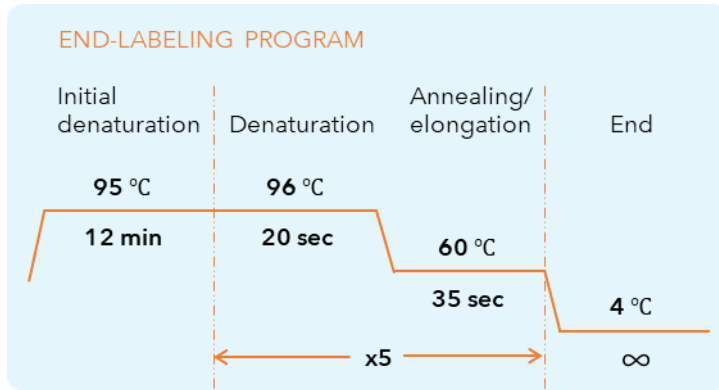 END-LABELING PROGRAM
Initial
denaturation
Denaturation
Annealing/
elongation
End
95 °C
12 min
96 °C
20 sec
60 °C
35 sec
4 °C
∞
x5